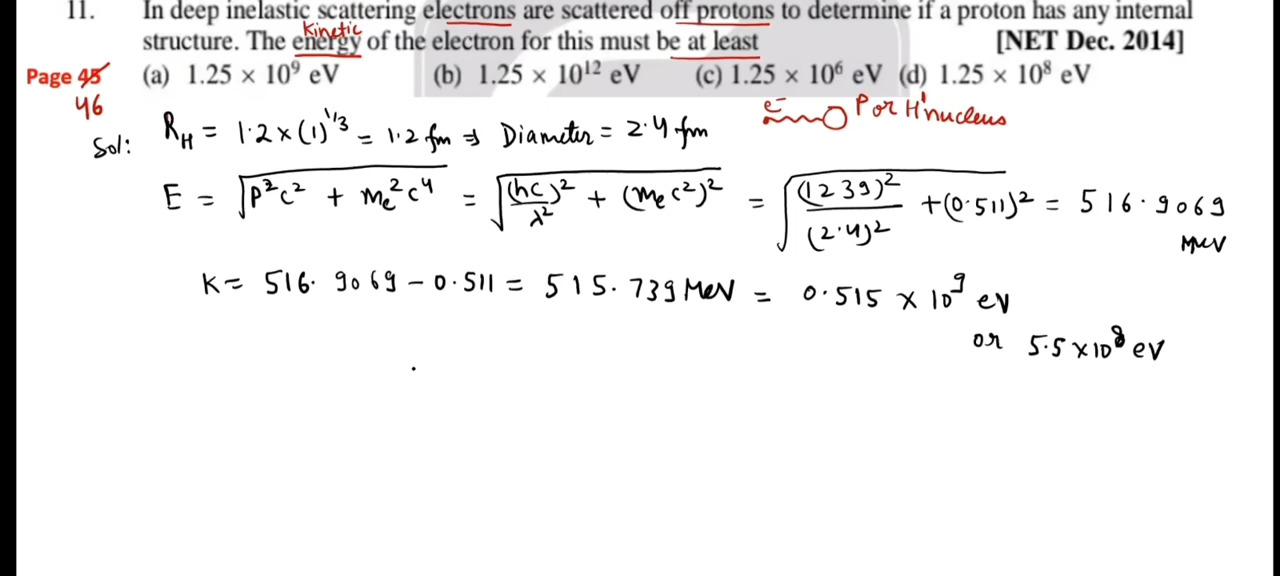 11. In deep inelastic scattering electrons are scattered off protons to determine if a proton has any internal
Kinetic
structure. The energy of the electron for this must be at least [NET Dec. 2014]
Page 45 (a) 1.25 × 10⁹ eV (b) 1.25 × 10¹² eV (c) 1.25 × 10⁶ eV (d) 1.25 × 10⁸ eV
46
e⁻ P or H' nucleus
Sol: R_H = 1.2 × (1)^1/3 = 1.2 fm ⇒ Diameter = 2.4 fm
E = √(P²c² + m_e²c⁴) = √((hc)²/λ² + (m_e c²)²) = √((1239)²/(2.4)² + (0.511)²) = 516.9069 MeV
K = 516.9069 - 0.511 = 515.739 MeV = 0.515 × 10⁹ eV
or 5.5 × 10⁸ eV